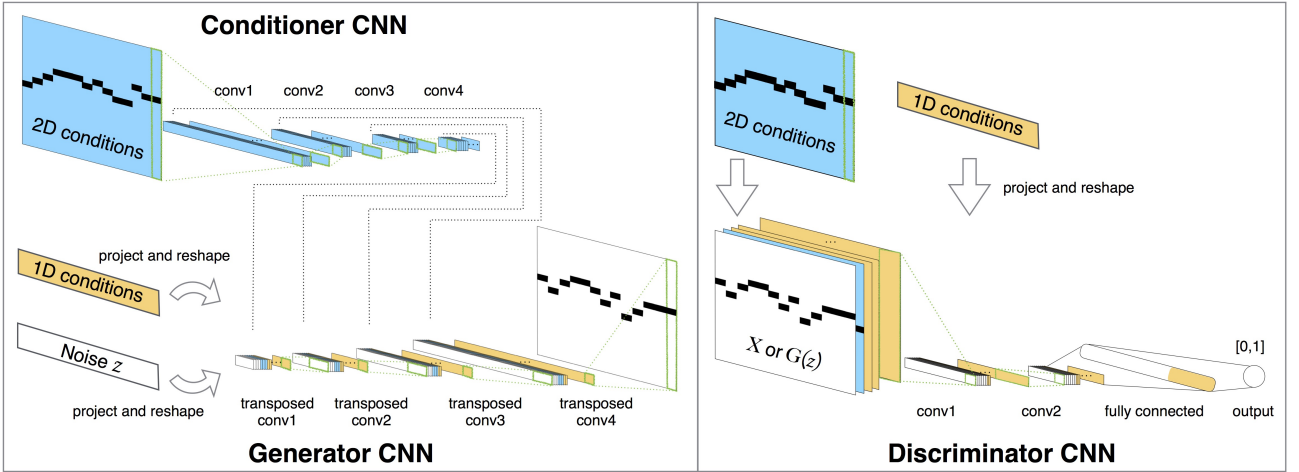 Conditioner CNN
conv1 conv2 conv3 conv4
2D conditions
project and reshape
1D conditions
Noise z
project and reshape
transposed conv1
transposed conv2
transposed conv3
transposed conv4
Generator CNN
2D conditions
1D conditions
project and reshape
...
X or G(z)
[0,1]
conv1 conv2 fully connected output
Discriminator CNN